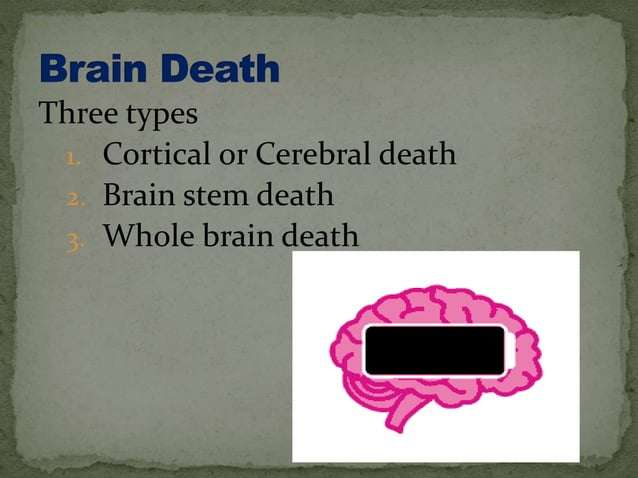 Brain Death
Three types
1. Cortical or Cerebral death
2. Brain stem death
3. Whole brain death